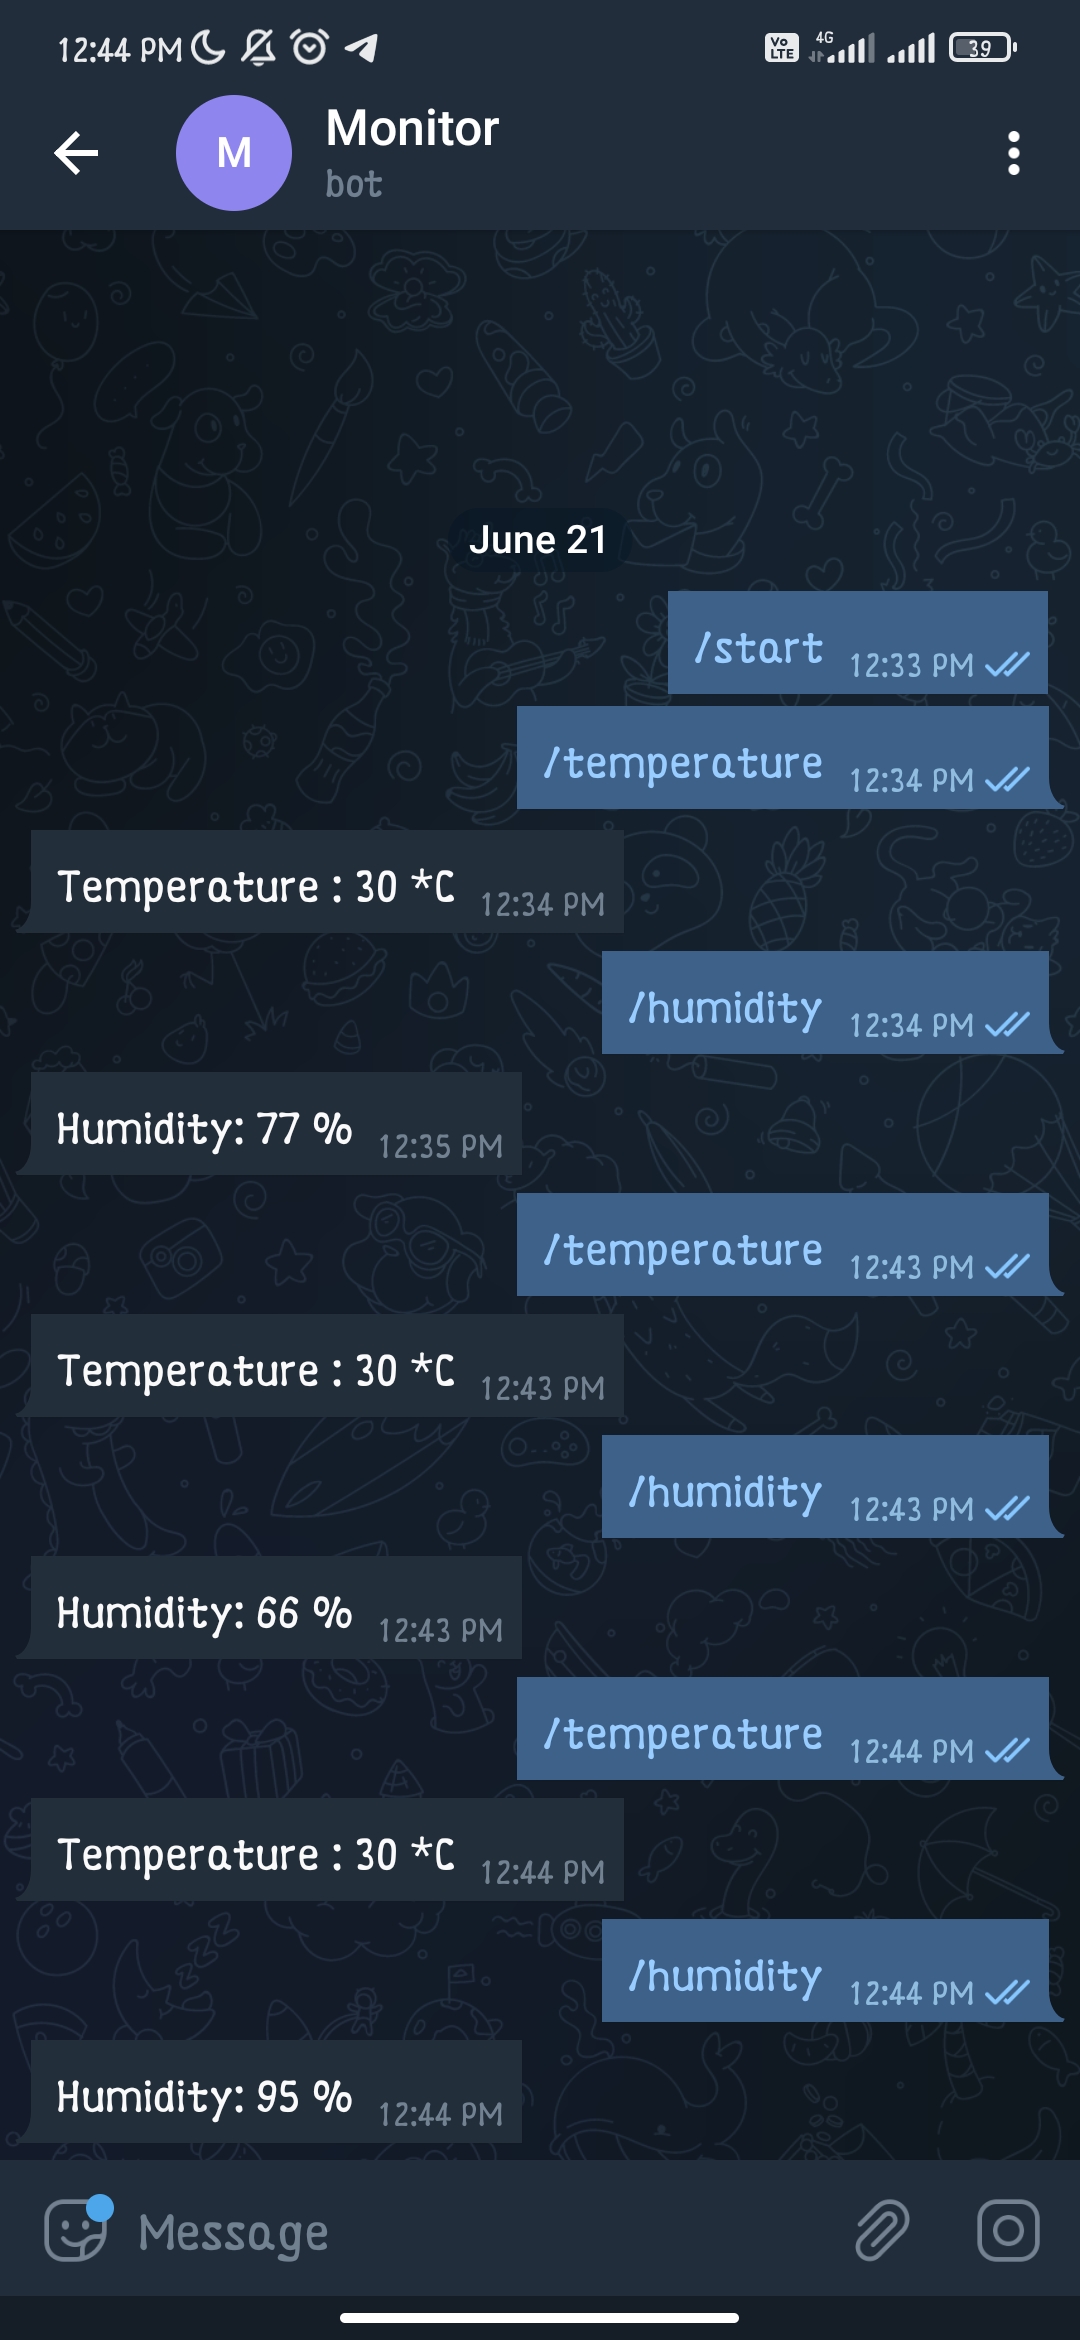 12:44 PM
Vo LTE 4G 39
M
Monitor
bot
June 21
/start 12:33 PM
/temperature 12:34 PM
Temperature : 30 *C 12:34 PM
/humidity 12:34 PM
Humidity: 77 % 12:35 PM
/temperature 12:43 PM
Temperature : 30 *C 12:43 PM
/humidity 12:43 PM
Humidity: 66 % 12:43 PM
/temperature 12:44 PM
Temperature : 30 *C 12:44 PM
/humidity 12:44 PM
Humidity: 95 % 12:44 PM
Message